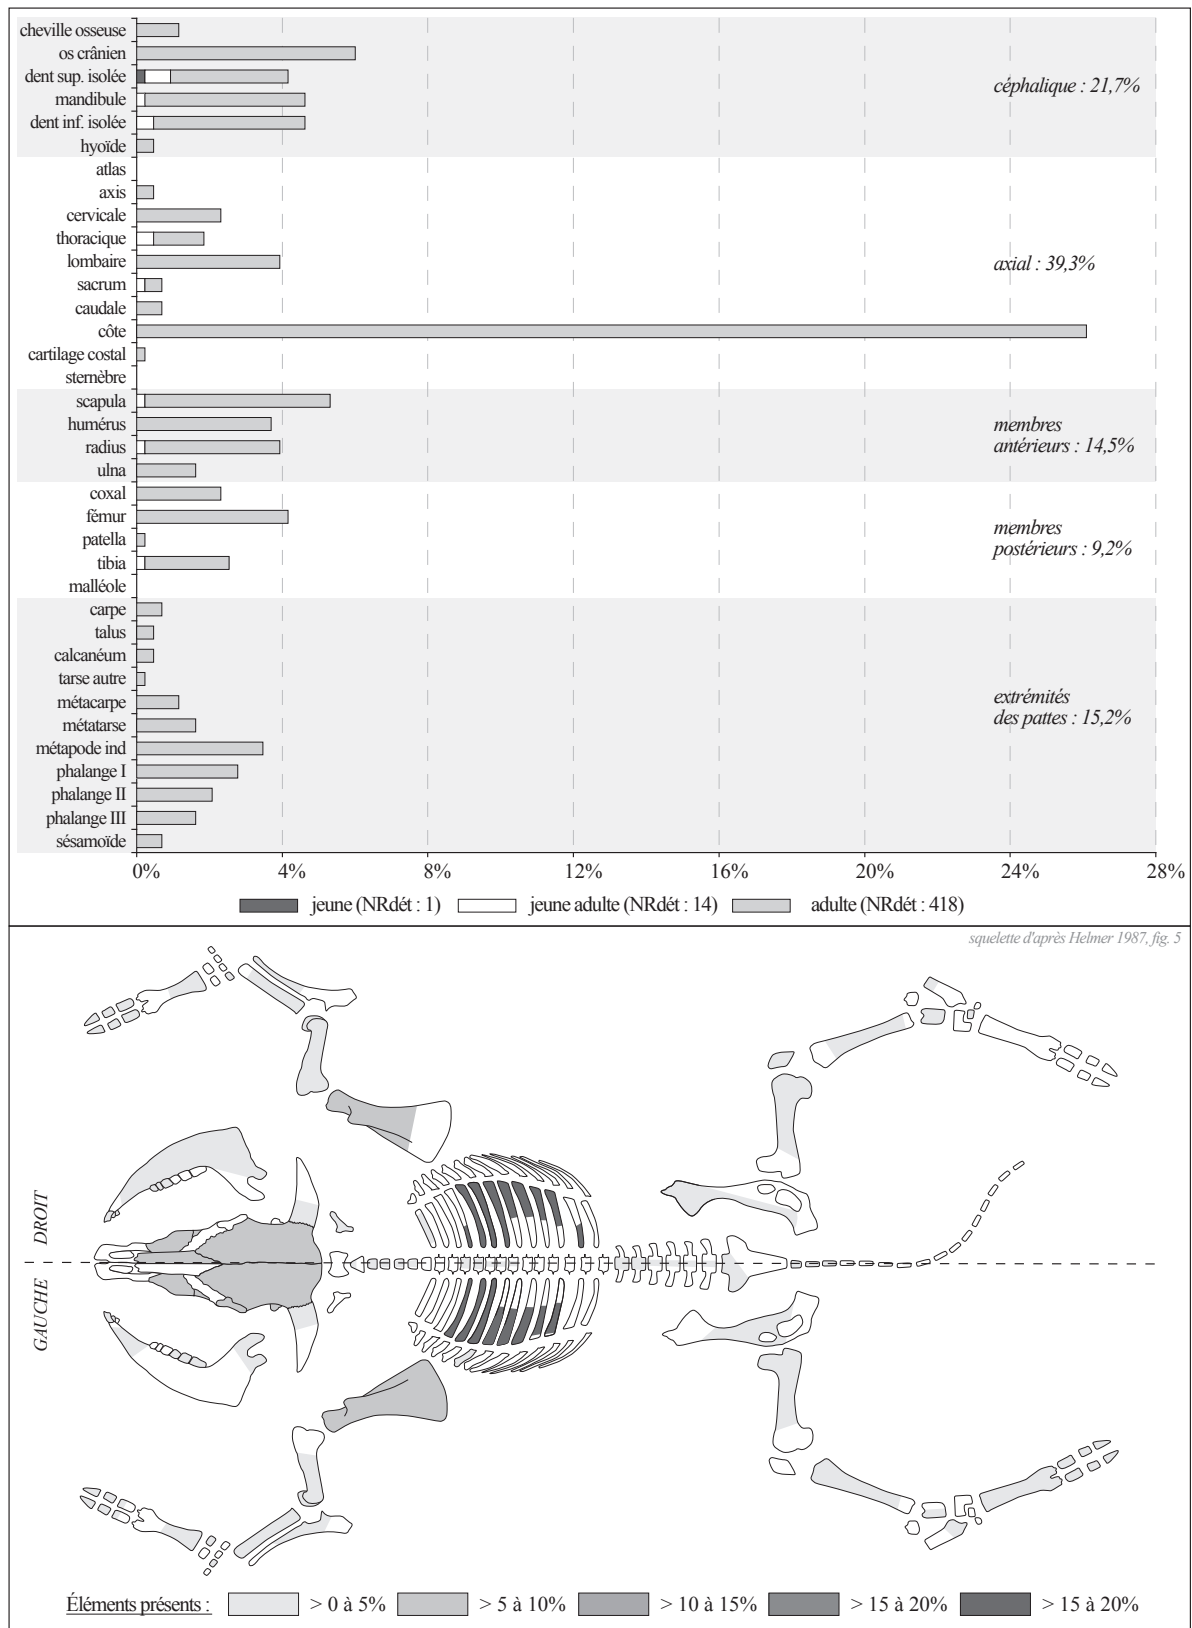 cheville osseuse
os crânien
dent sup. isolée
mandibule
dent inf. isolée
hyoïde
céphalique : 21,7%
atlas
axis
cervicale
thoracique
lombaire
sacrum
caudale
côte
cartilage costal
sternèbre
axial : 39,3%
scapula
humérus
radius
ulna
membres
antérieurs : 14,5%
coxal
fémur
patella
tibia
malléole
membres
postérieurs : 9,2%
carpe
talus
calcanéum
tarse autre
métacarpe
métatarse
métapode ind
phalange I
phalange II
phalange III
sésamoïde
extrémités
des pattes : 15,2%
0% 4% 8% 12% 16% 20% 24% 28%
jeune (NRdét : 1) jeune adulte (NRdét : 14) adulte (NRdét : 418)
squelette d'après Helmer 1987, fig. 5
DROIT
GAUCHE
Éléments présents : > 0 à 5% > 5 à 10% > 10 à 15% > 15 à 20% > 15 à 20%